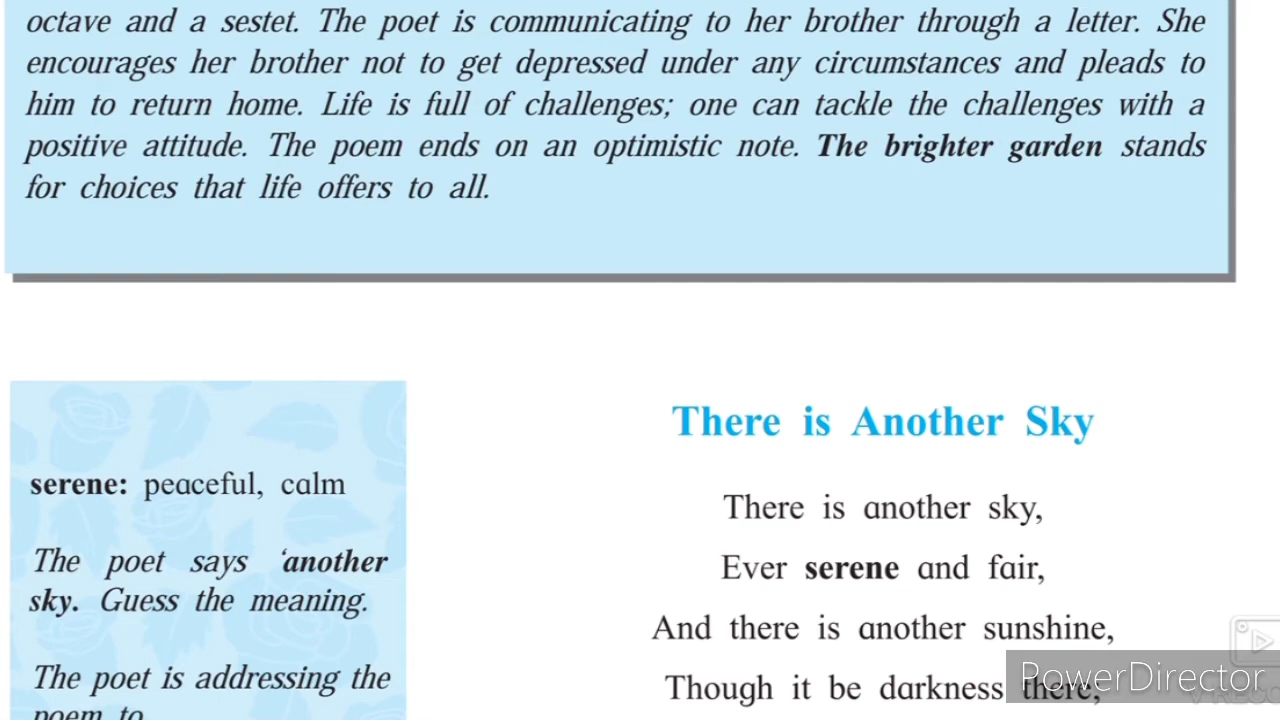 octave and a sestet. The poet is communicating to her brother through a letter. She
encourages her brother not to get depressed under any circumstances and pleads to
him to return home. Life is full of challenges; one can tackle the challenges with a
positive attitude. The poem ends on an optimistic note. The brighter garden stands
for choices that life offers to all.
serene: peaceful, calm
The poet says ‘another
sky. Guess the meaning.
The poet is addressing the
poem to
There is Another Sky
There is another sky,
Ever serene and fair,
And there is another sunshine,
Though it be darkness there,
PowerDirector